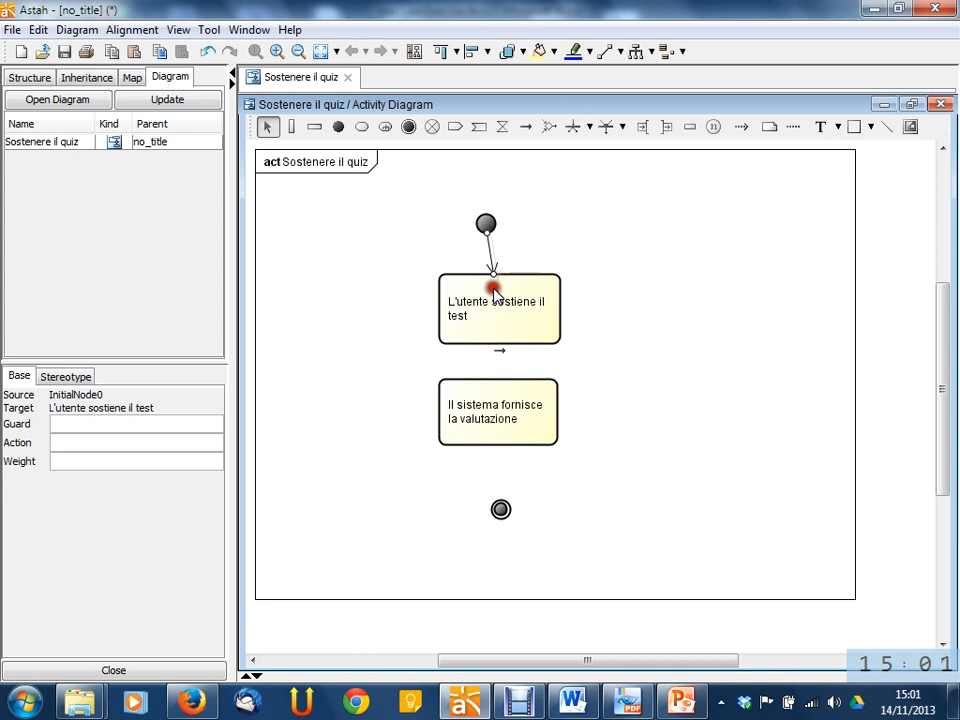 Astah - [no_title] (*)
File Edit Diagram Alignment View Tool Window Help
Structure Inheritance Map Diagram
Sostenere il quiz
Open Diagram Update
Sostenere il quiz / Activity Diagram
Name Kind Parent
Sostenere il quiz no_title
T
act Sostenere il quiz
L'utente sostiene il
test
Il sistema fornisce
la valutazione
Base Stereotype
Source InitialNode0
Target L'utente sostiene il test
Guard
Action
Weight
Close
15:01
15:01
14/11/2013